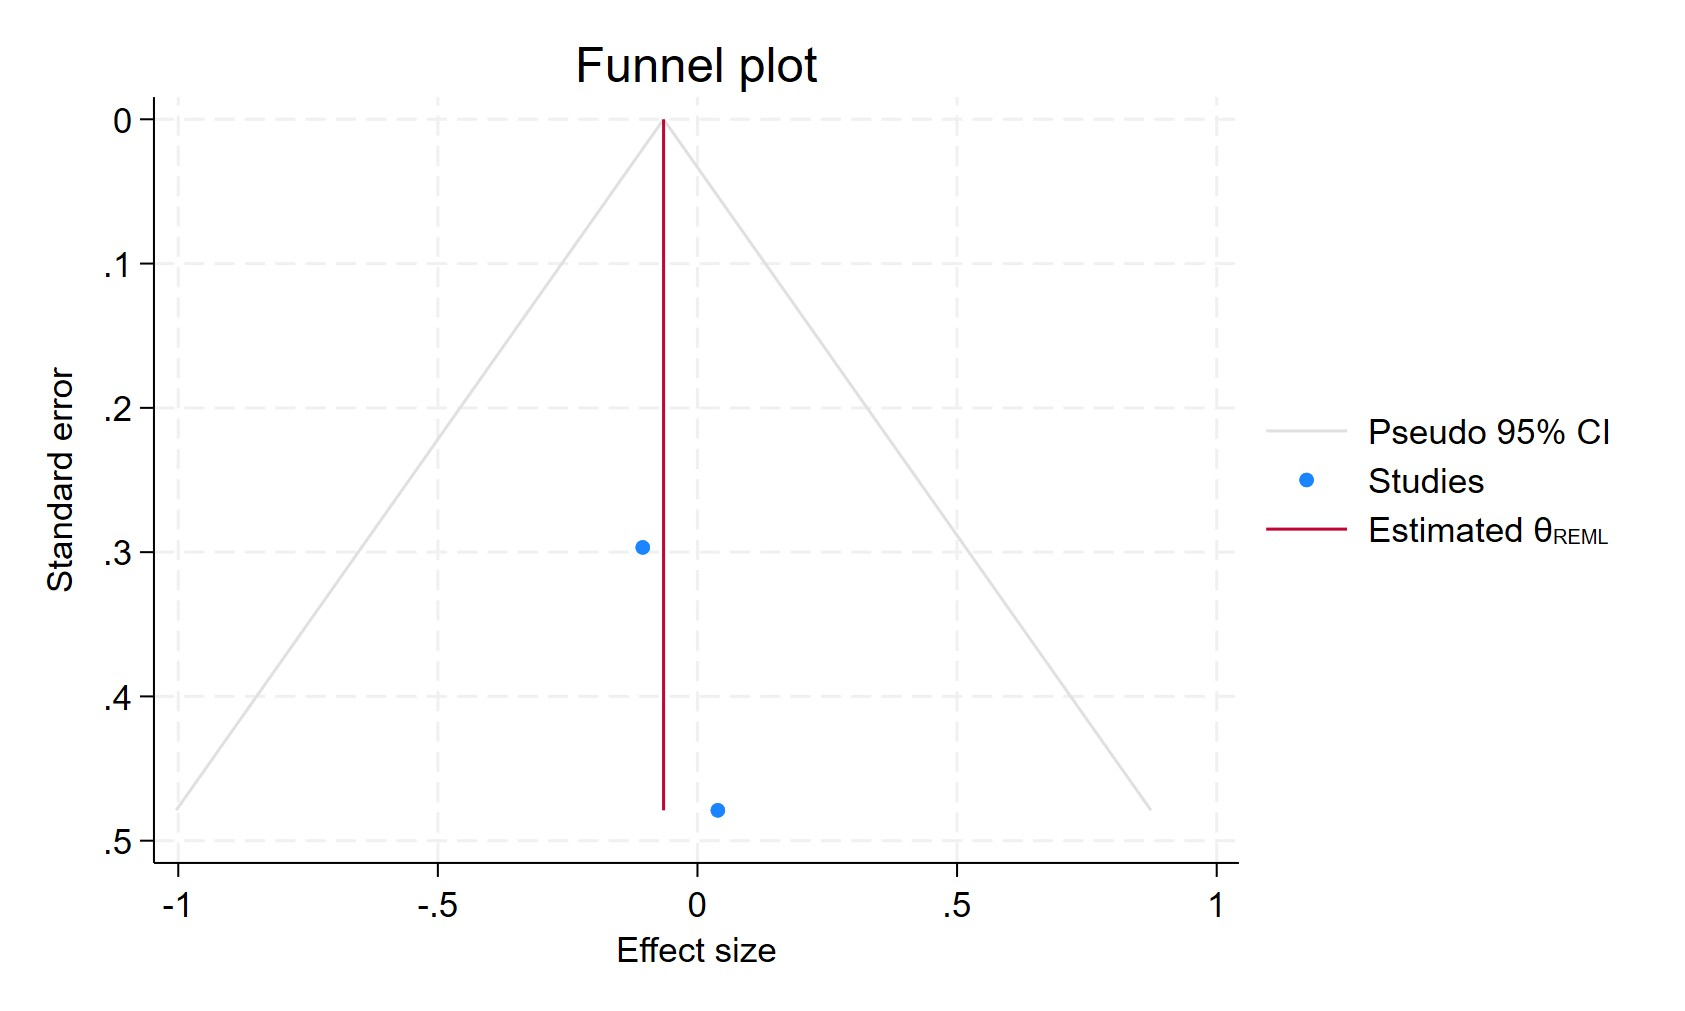 Funnel plot
0
.1
.2
.3
.4
.5
Standard error
-1 -.5 0 .5 1
Effect size
Pseudo 95% CI
Studies
Estimated θREML